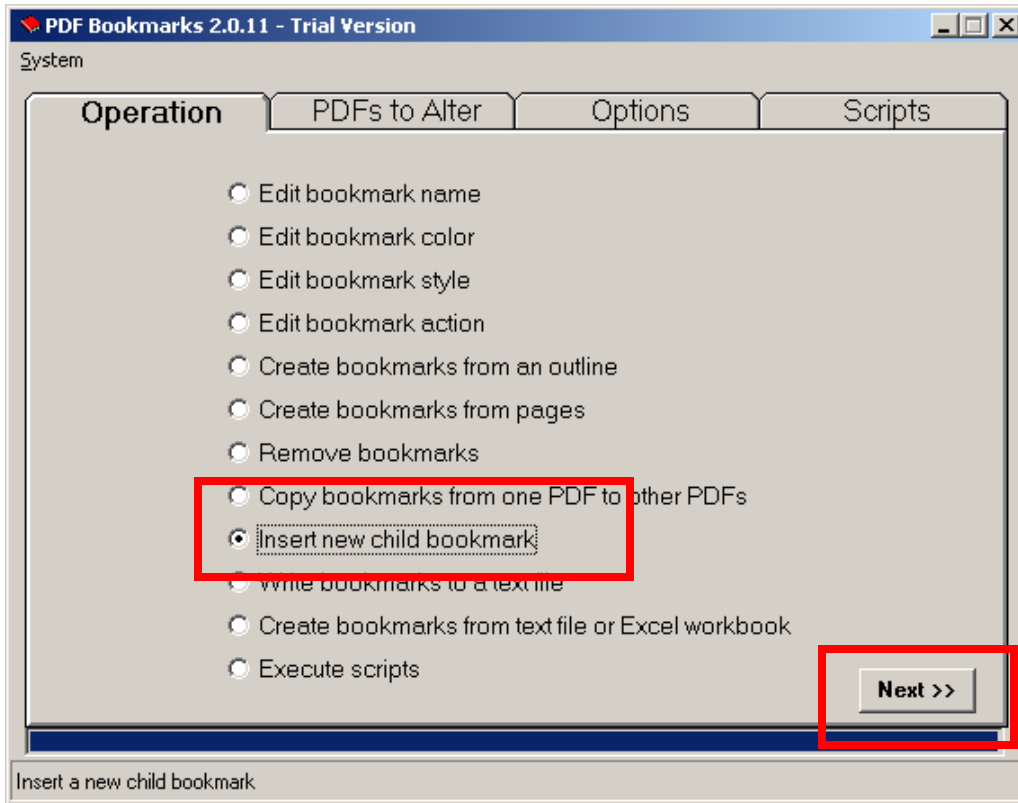 PDF Bookmarks 2.0.11 - Trial Version
System
Operation PDFs to Alter Options Scripts
Edit bookmark name
Edit bookmark color
Edit bookmark style
Edit bookmark action
Create bookmarks from an outline
Create bookmarks from pages
Remove bookmarks
Copy bookmarks from one PDF to other PDFs
Insert new child bookmark
Write bookmarks to a text file
Create bookmarks from text file or Excel workbook
Execute scripts
Next >>
Insert a new child bookmark